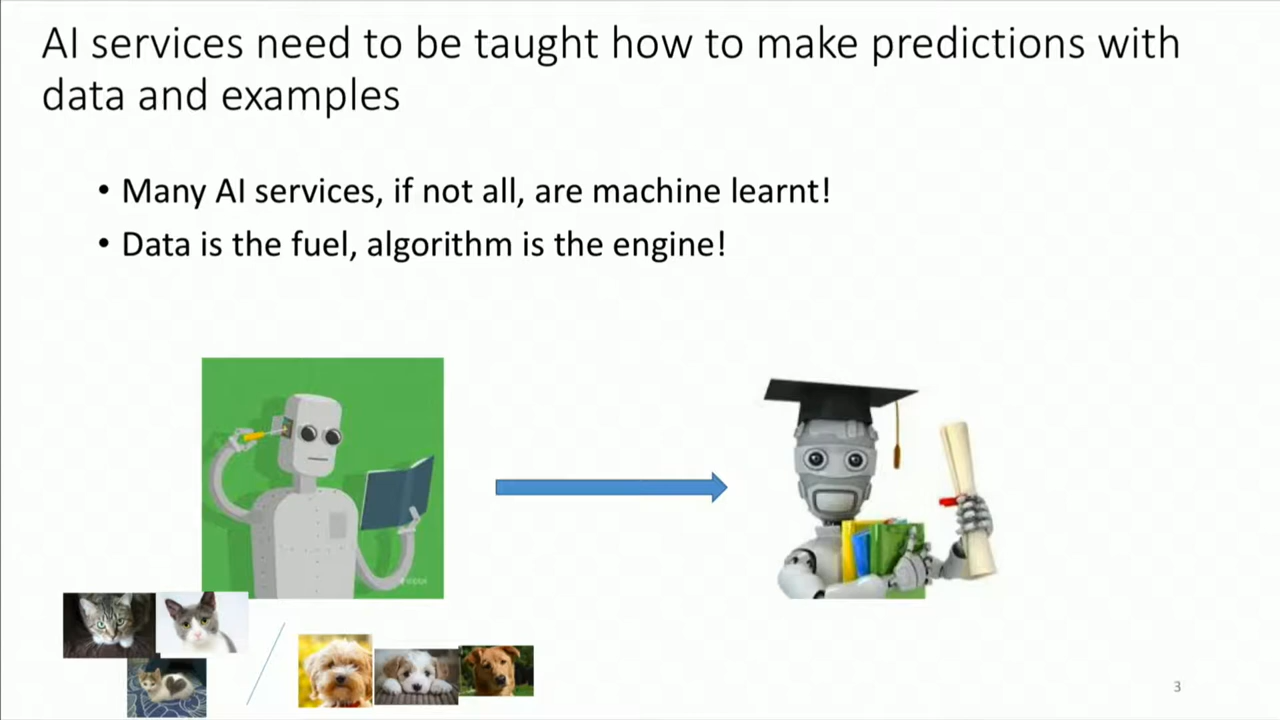 AI services need to be taught how to make predictions with
data and examples
• Many AI services, if not all, are machine learnt!
• Data is the fuel, algorithm is the engine!
3